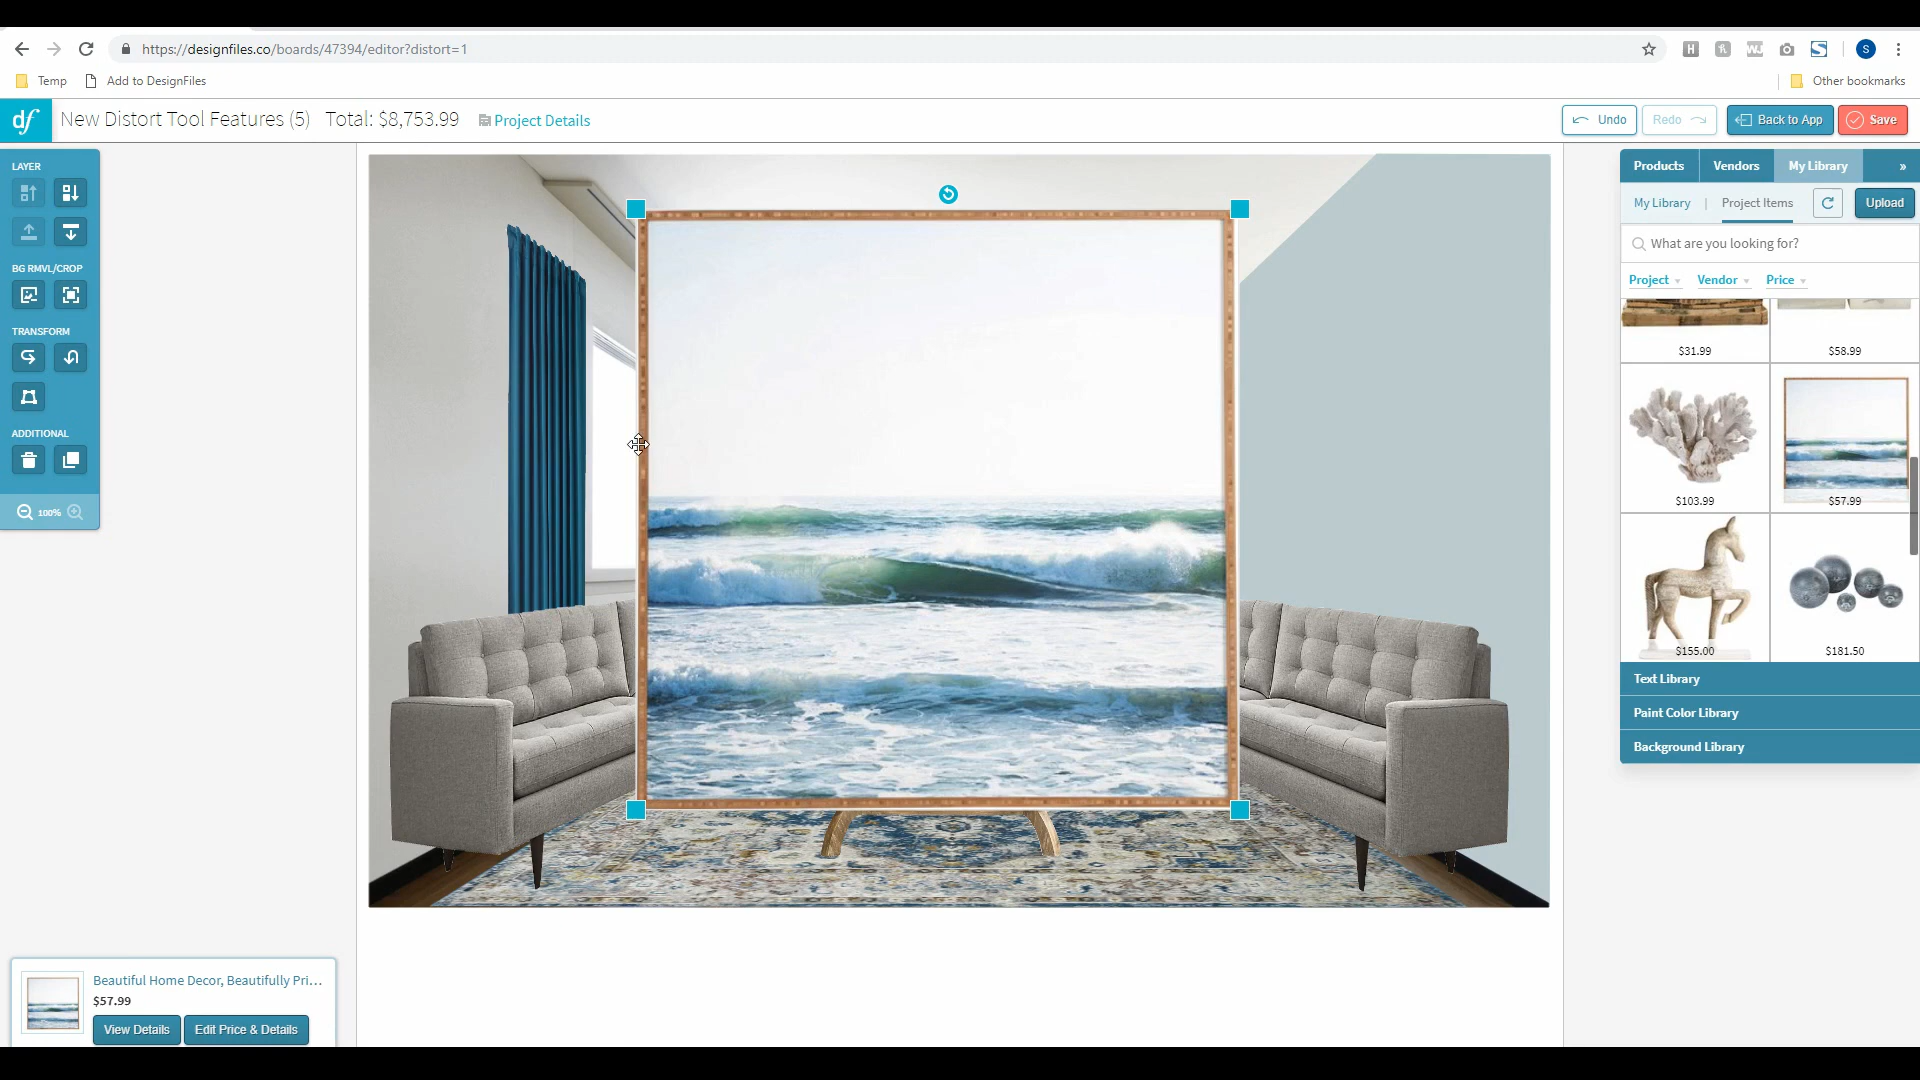 https://designfiles.co/boards/47394/editor?distort=1
H
WJ
S
S
Temp
Add to DesignFiles
Other bookmarks
df
New Distort Tool Features (5) Total: $8,753.99 Project Details
Undo
Redo
Back to App
Save
LAYER
BG RMVL/CROP
TRANSFORM
ADDITIONAL
100%
Products
Vendors
My Library
»
My Library | Project Items
Upload
What are you looking for?
Project
Vendor
Price
$31.99
$58.99
$103.99
$57.99
$155.00
$181.50
Text Library
Paint Color Library
Background Library
Beautiful Home Decor, Beautifully Pri...
$57.99
View Details
Edit Price & Details